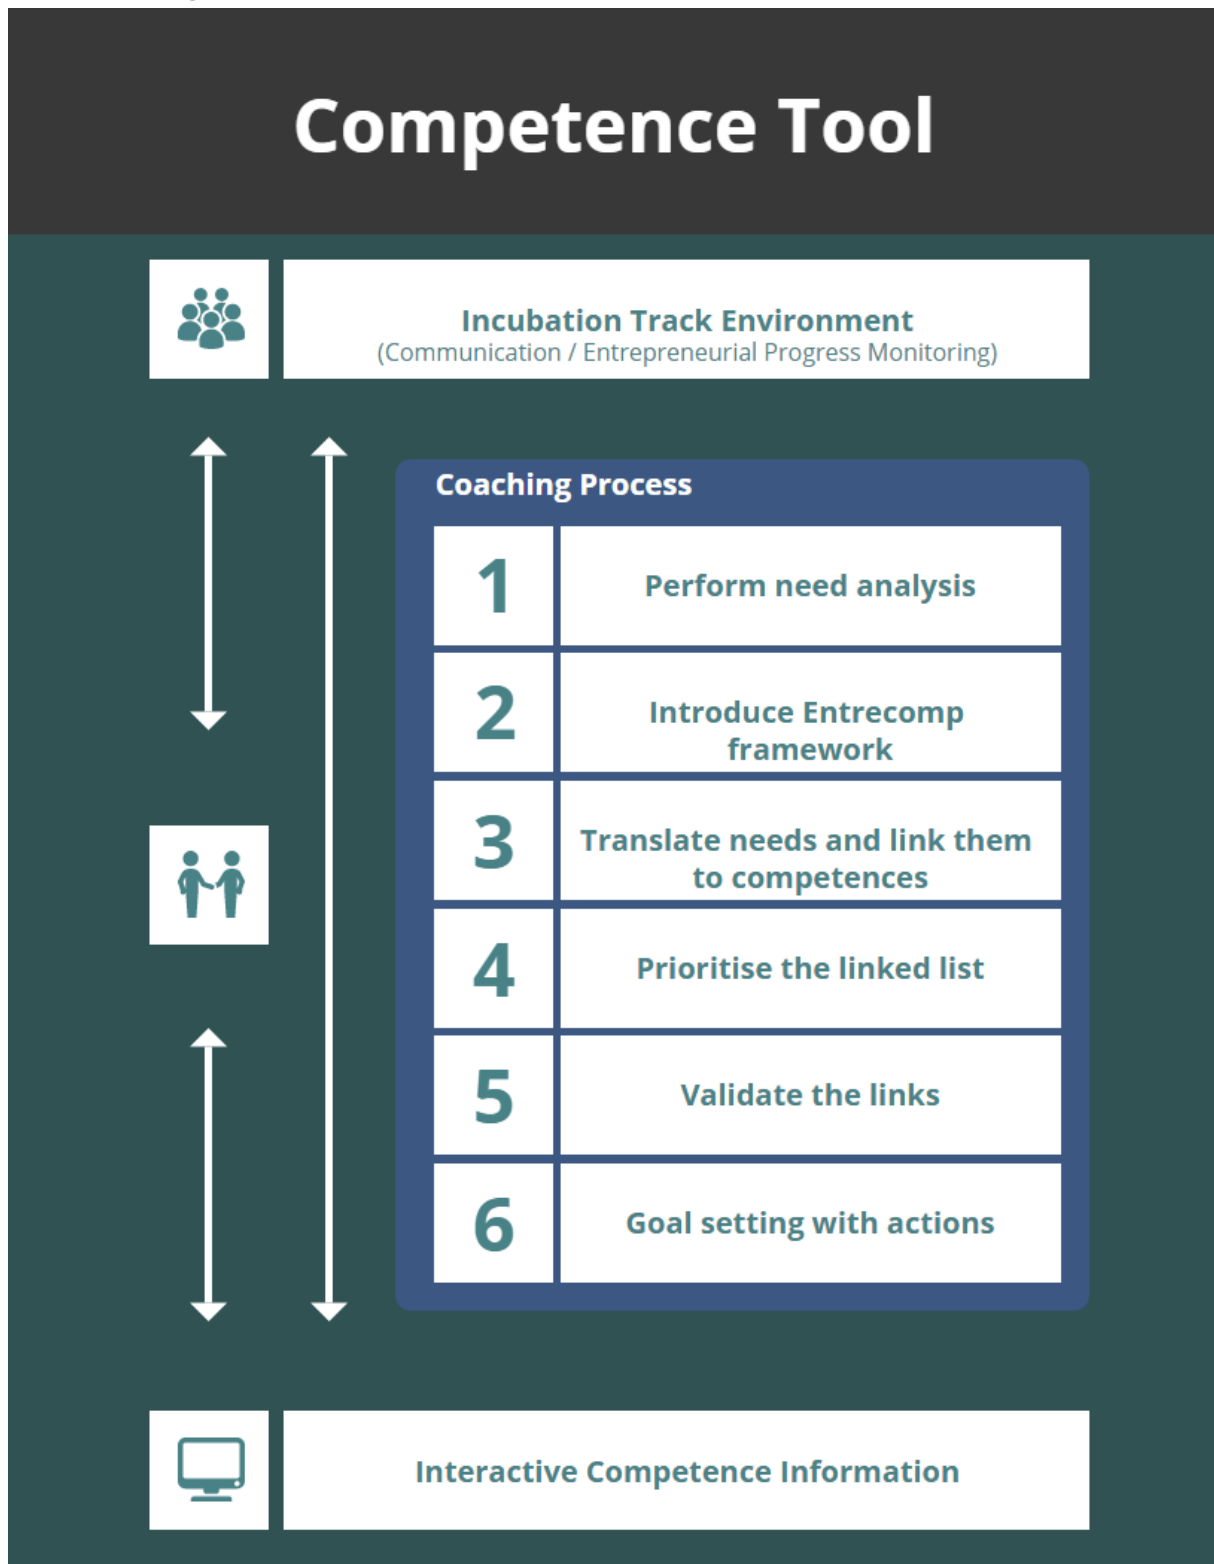 Competence Tool
Incubation Track Environment
(Communication / Entrepreneurial Progress Monitoring)
Coaching Process
1
Perform need analysis
2
Introduce Entrecomp
framework
3
Translate needs and link them
to competences
4
Prioritise the linked list
5
Validate the links
6
Goal setting with actions
Interactive Competence Information